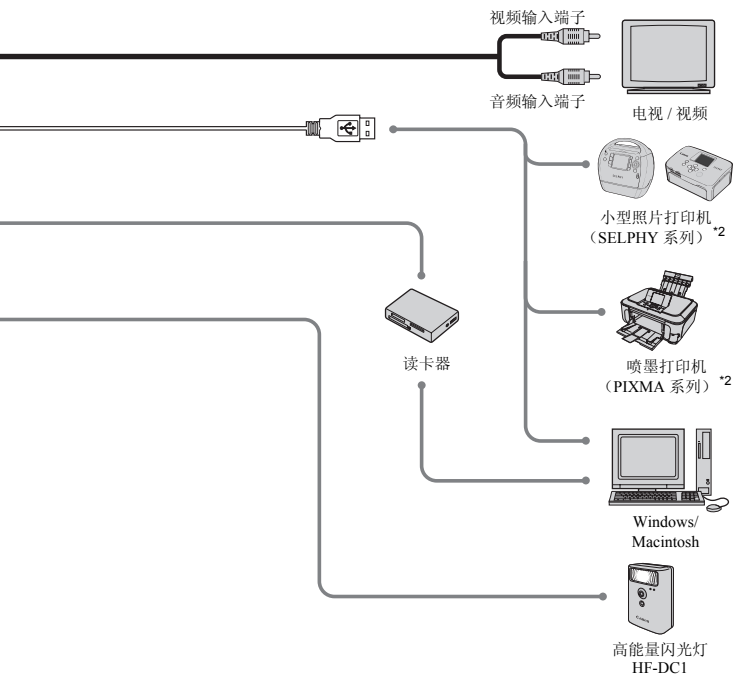 视频输入端子
音频输入端子
电视 / 视频
小型照片打印机
（SELPHY 系列）*2
读卡器
喷墨打印机
（PIXMA 系列）*2
Windows/
Macintosh
高能量闪光灯
HF-DC1